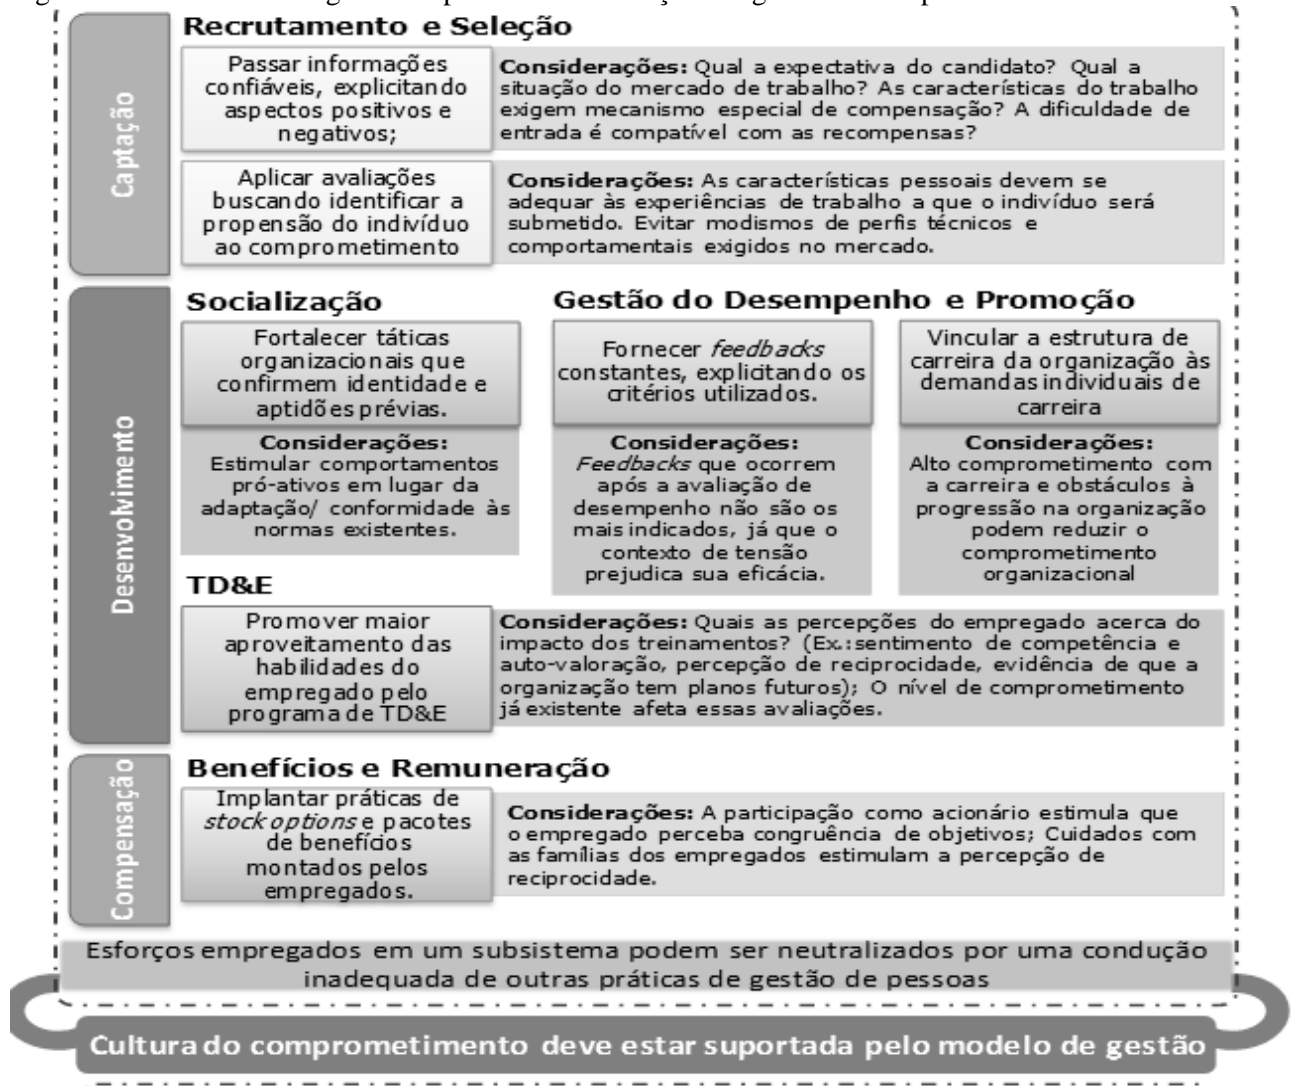 Recrutamento e Seleção
Captação
Passar informações
confiáveis, explicitando
aspectos positivos e
negativos;
Considerações: Qual a expectativa do candidato? Qual a
situação do mercado de trabalho? As características do trabalho
exigem mecanismo especial de compensação? A dificuldade de
entrada é compatível com as recompensas?
Aplicar avaliações
buscando identificar a
propensão do indivíduo
ao comprometimento
Considerações: As características pessoais devem se
adequar às experiências de trabalho a que o indivíduo será
submetido. Evitar modismos de perfis técnicos e
comportamentais exigidos no mercado.
Desenvolvimento
Socialização
Fortalecer táticas
organizacionais que
confirmem identidade e
aptidões prévias.
Considerações:
Estimular comportamentos
pró-ativos em lugar da
adaptação/ conformidade às
normas existentes.
Gestão do Desempenho e Promoção
Fornecer feedbacks
constantes, explicitando os
critérios utilizados.
Considerações:
Feedbacks que ocorrem
após a avaliação de
desempenho não são os
mais indicados, já que o
contexto de tensão
prejudica sua eficácia.
Vincular a estrutura de
carreira da organização às
demandas individuais de
carreira
Considerações:
Alto comprometimento com
a carreira e obstáculos à
progressão na organização
podem reduzir o
comprometimento
organizacional
TD&E
Promover maior
aproveitamento das
habilidades do
empregado pelo
programa de TD&E
Considerações: Quais as percepções do empregado acerca do
impacto dos treinamentos? (Ex.:sentimento de competência e
auto-valoração, percepção de reciprocidade, evidência de que a
organização tem planos futuros); O nível de comprometimento
já existente afeta essas avaliações.
Compensação
Benefícios e Remuneração
Implantar práticas de
stock options e pacotes
de benefícios
montados pelos
empregados.
Considerações: A participação como acionário estimula que
o empregado perceba congruência de objetivos; Cuidados com
as famílias dos empregados estimulam a percepção de
reciprocidade.
Esforços empregados em um subsistema podem ser neutralizados por uma condução
inadequada de outras práticas de gestão de pessoas
Cultura do comprometimento deve estar suportada pelo modelo de gestão